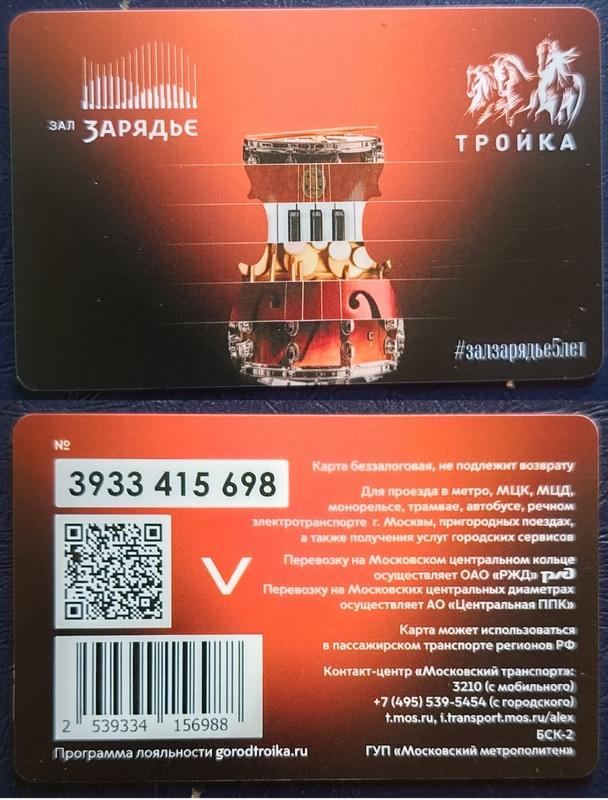 ЗАЛ ЗАРЯДЬЕ
ТРОЙКА
#залзарядье5лет
№
3933 415 698
Карта беззалоговая, не подлежит возврату
Для проезда в метро, МЦК, МЦД,
монорельсе, трамвае, автобусе, речном
электротранспорте г. Москвы, пригородных поездах,
а также получения услуг городских сервисов
Перевозку на Московском центральном кольце
осуществляет ОАО «РЖД» РЖД
Перевозку на Московских центральных диаметрах
осуществляет АО «Центральная ППК»
Карта может использоваться
в пассажирском транспорте регионов РФ
Контакт-центр «Московский транспорт»:
3210 (с мобильного)
+7 (495) 539-5454 (с городского)
t.mos.ru, i.transport.mos.ru/alex
БСК-2
ГУП «Московский метрополитен»
2 539334 156988
Программа лояльности gorodtroika.ru